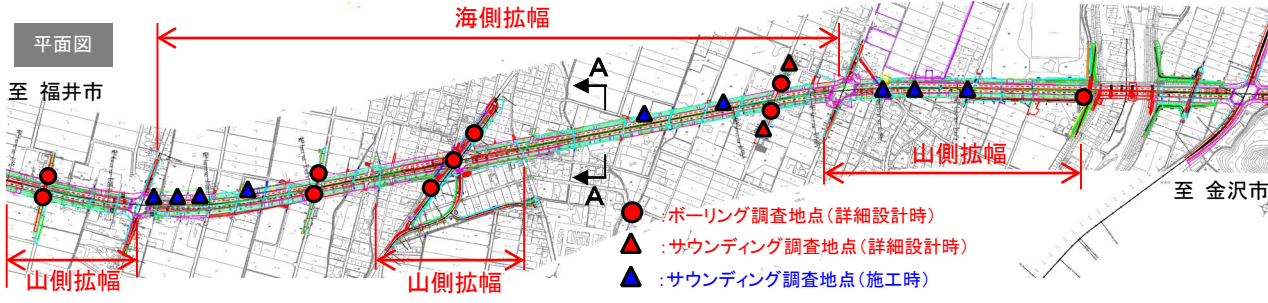 海側拡幅
平面図
至 福井市
A
A
山側拡幅
至 金沢市
:ボーリング調査地点(詳細設計時)
:サウンディング調査地点(詳細設計時)
:サウンディング調査地点(施工時)
山側拡幅
山側拡幅